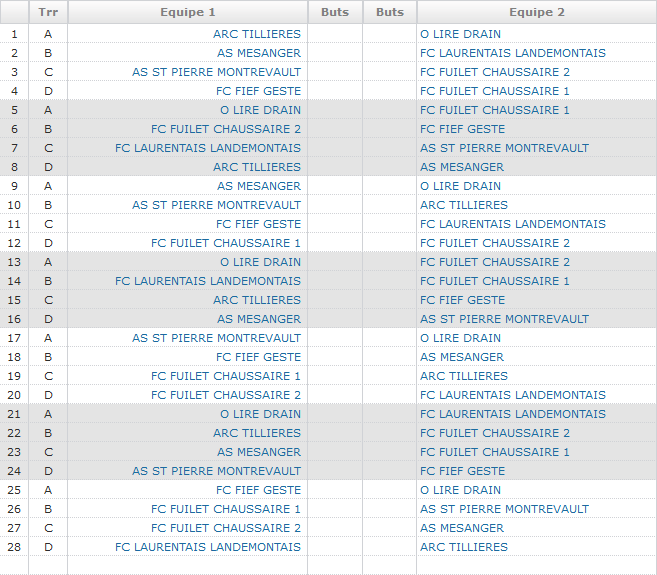 Trr Equipe 1 Buts Buts Equipe 2
1 A ARC TILLIERES O LIRE DRAIN
2 B AS MESANGER FC LAURENTAIS LANDEMONTAIS
3 C AS ST PIERRE MONTREVAULT FC FUILET CHAUSSAIRE 2
4 D FC FIEF GESTE FC FUILET CHAUSSAIRE 1
5 A O LIRE DRAIN FC FUILET CHAUSSAIRE 1
6 B FC FUILET CHAUSSAIRE 2 FC FIEF GESTE
7 C FC LAURENTAIS LANDEMONTAIS AS ST PIERRE MONTREVAULT
8 D ARC TILLIERES AS MESANGER
9 A AS MESANGER O LIRE DRAIN
10 B AS ST PIERRE MONTREVAULT ARC TILLIERES
11 C FC FIEF GESTE FC LAURENTAIS LANDEMONTAIS
12 D FC FUILET CHAUSSAIRE 1 FC FUILET CHAUSSAIRE 2
13 A O LIRE DRAIN FC FUILET CHAUSSAIRE 2
14 B FC LAURENTAIS LANDEMONTAIS FC FUILET CHAUSSAIRE 1
15 C ARC TILLIERES FC FIEF GESTE
16 D AS MESANGER AS ST PIERRE MONTREVAULT
17 A AS ST PIERRE MONTREVAULT O LIRE DRAIN
18 B FC FIEF GESTE AS MESANGER
19 C FC FUILET CHAUSSAIRE 1 ARC TILLIERES
20 D FC FUILET CHAUSSAIRE 2 FC LAURENTAIS LANDEMONTAIS
21 A O LIRE DRAIN FC LAURENTAIS LANDEMONTAIS
22 B ARC TILLIERES FC FUILET CHAUSSAIRE 2
23 C AS MESANGER FC FUILET CHAUSSAIRE 1
24 D AS ST PIERRE MONTREVAULT FC FIEF GESTE
25 A FC FIEF GESTE O LIRE DRAIN
26 B FC FUILET CHAUSSAIRE 1 AS ST PIERRE MONTREVAULT
27 C FC FUILET CHAUSSAIRE 2 AS MESANGER
28 D FC LAURENTAIS LANDEMONTAIS ARC TILLIERES